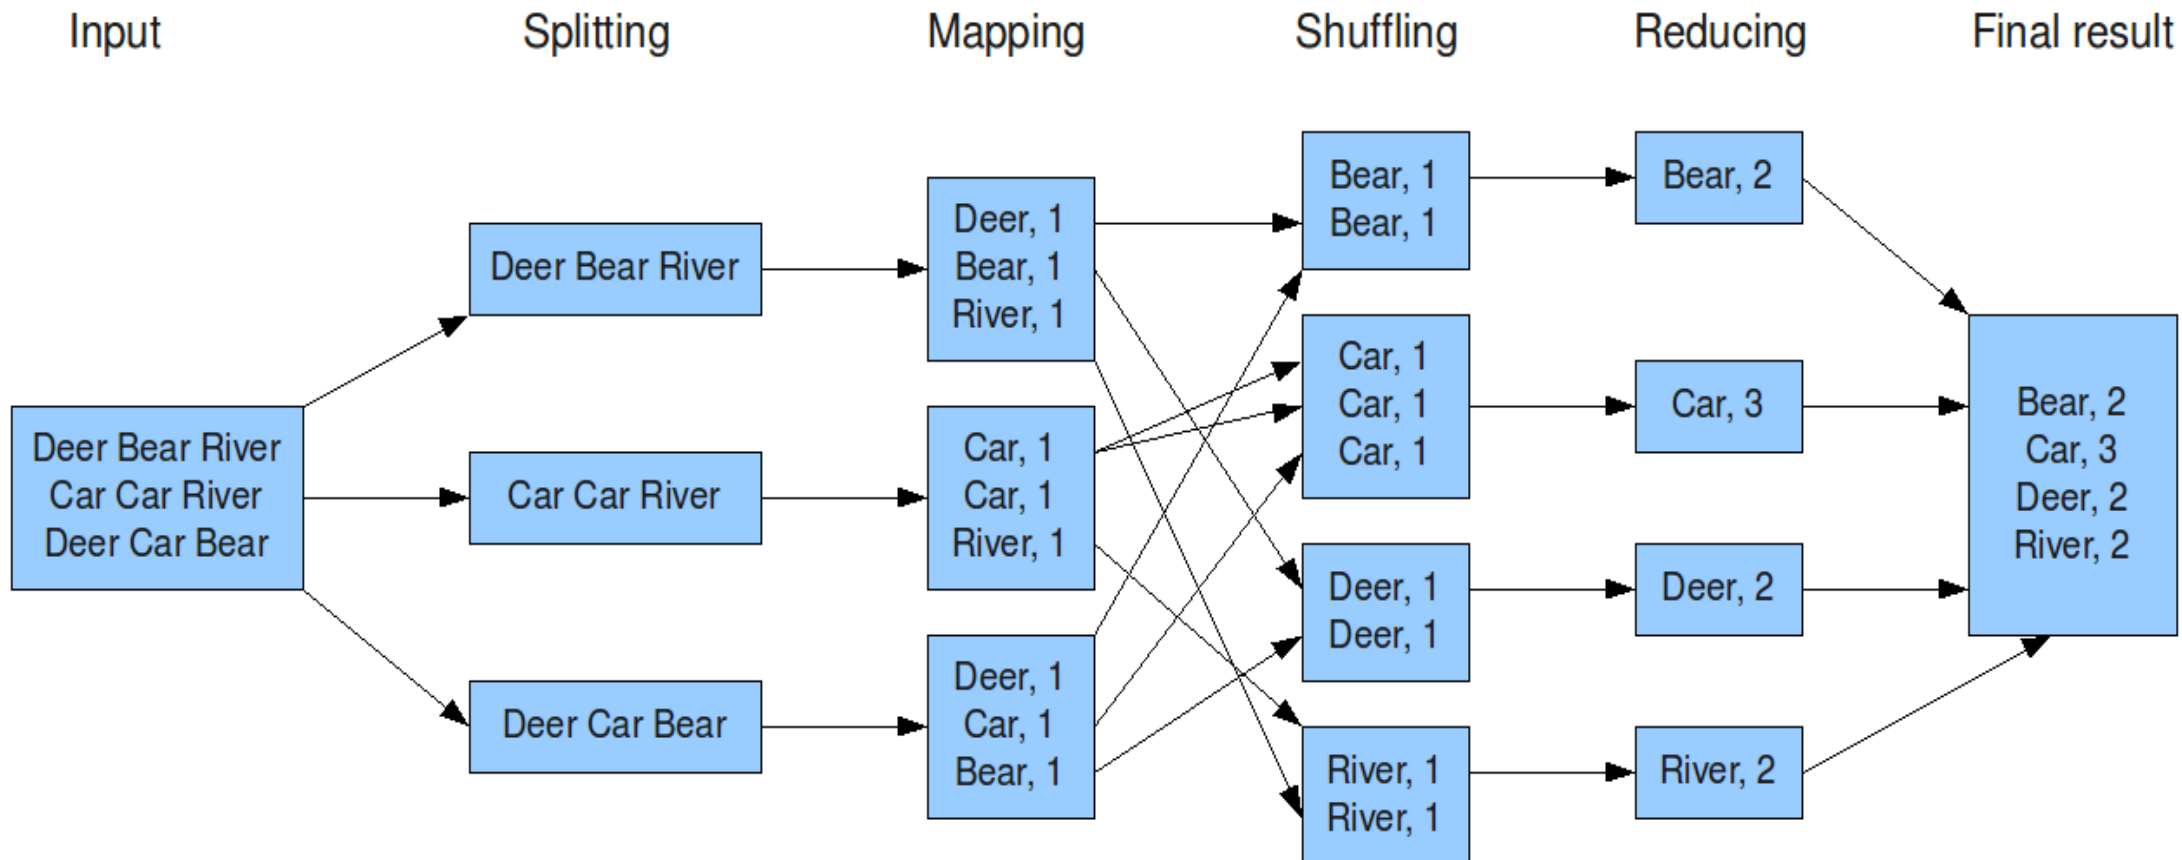 Input
Splitting
Mapping
Shuffling
Reducing
Final result
Deer Bear River
Car Car River
Deer Car Bear
Deer Bear River
Car Car River
Deer Car Bear
Deer, 1
Bear, 1
River, 1
Car, 1
Car, 1
River, 1
Deer, 1
Car, 1
Bear, 1
Bear, 1
Bear, 1
Car, 1
Car, 1
Car, 1
Deer, 1
Deer, 1
River, 1
River, 1
Bear, 2
Car, 3
Deer, 2
River, 2
Bear, 2
Car, 3
Deer, 2
River, 2